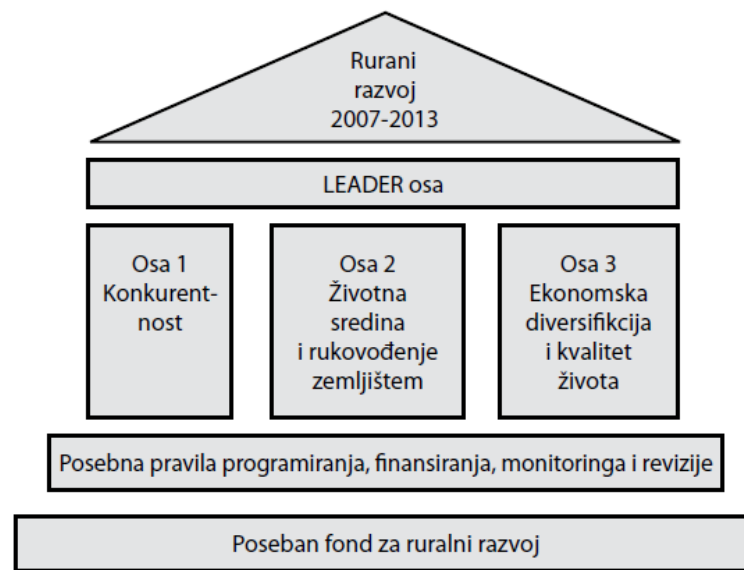 Rurani
razvoj
2007-2013
LEADER osa
Osa 1
Konkurent-
nost
Osa 2
Životna
sredina
i rukovođenje
zemljištem
Osa 3
Ekonomska
diversifikcija
i kvalitet
života
Posebna pravila programiranja, finansiranja, monitoringa i revizije
Poseban fond za ruralni razvoj